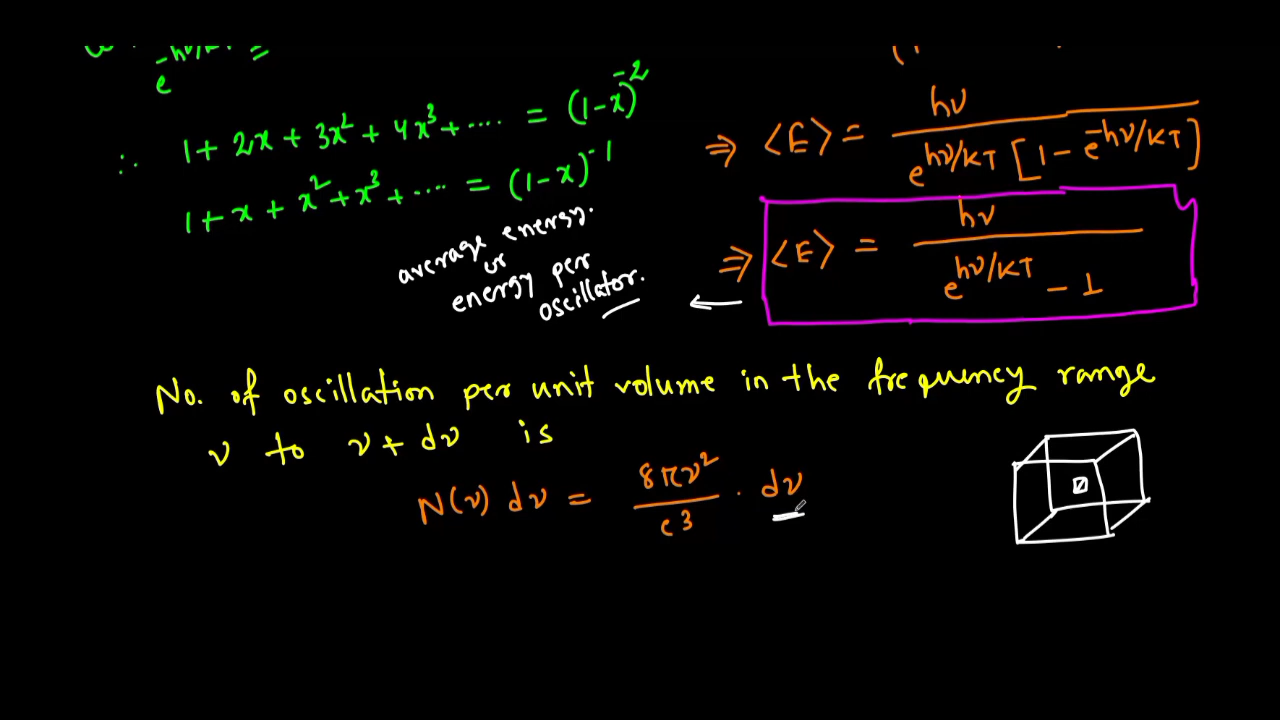 e^{-hν/KT} =
∴ 1 + 2x + 3x² + 4x³ + ..... = (1-x)^{-2}
1 + x + x² + x³ + ..... = (1-x)^{-1}
average energy.
or
energy per
oscillator.
⇒ ⟨E⟩ = hν / e^{hν/KT} [1 - e^{-hν/KT}]
⇒ ⟨E⟩ = hν / e^{hν/KT} - 1
←
No. of oscillation per unit volume in the frequency range
ν to ν + dν is
N(ν) dν = 8πν² / c³ . dν